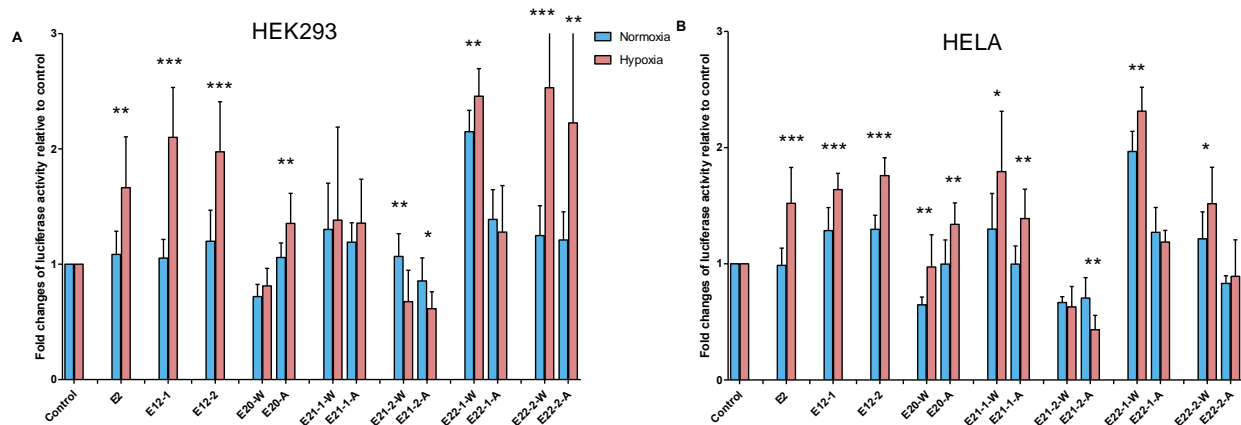 A
HEK293
Fold changes of luciferase activity relative to control
3
2
1
0
** *** *** ** ** * ** *** **
Control E2 E12-1 E12-2 E20-W E20-A E21-1-W E21-1-A E21-2-W E21-2-A E22-1-W E22-1-A E22-2-W E22-2-A
Normoxia
Hypoxia
B
HELA
Fold changes of luciferase activity relative to control
3
2
1
0
*** *** *** ** ** * ** ** ** *
Control E2 E12-1 E12-2 E20-W E20-A E21-1-W E21-1-A E21-2-W E21-2-A E22-1-W E22-1-A E22-2-W E22-2-A